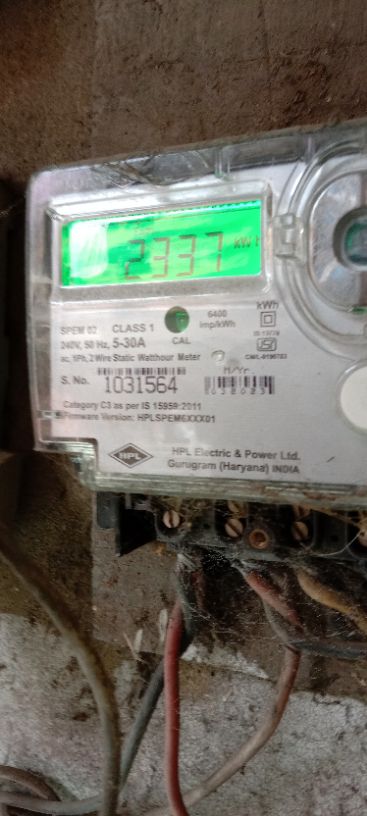 2337 kWh
SPEM 02 CLASS 1
240V, 50 Hz, 5-30A
CAL
6400
imp/kWh
kWh
ac, 1Ph, 2 Wire Static Watthour Meter
S. No. 1031564
M/Yr.
Category C3 as per IS 15959:2011
Firmware Version: HPLSPEM6XXX01
HPL
HPL Electric & Power Ltd.
Gurugram (Haryana) INDIA